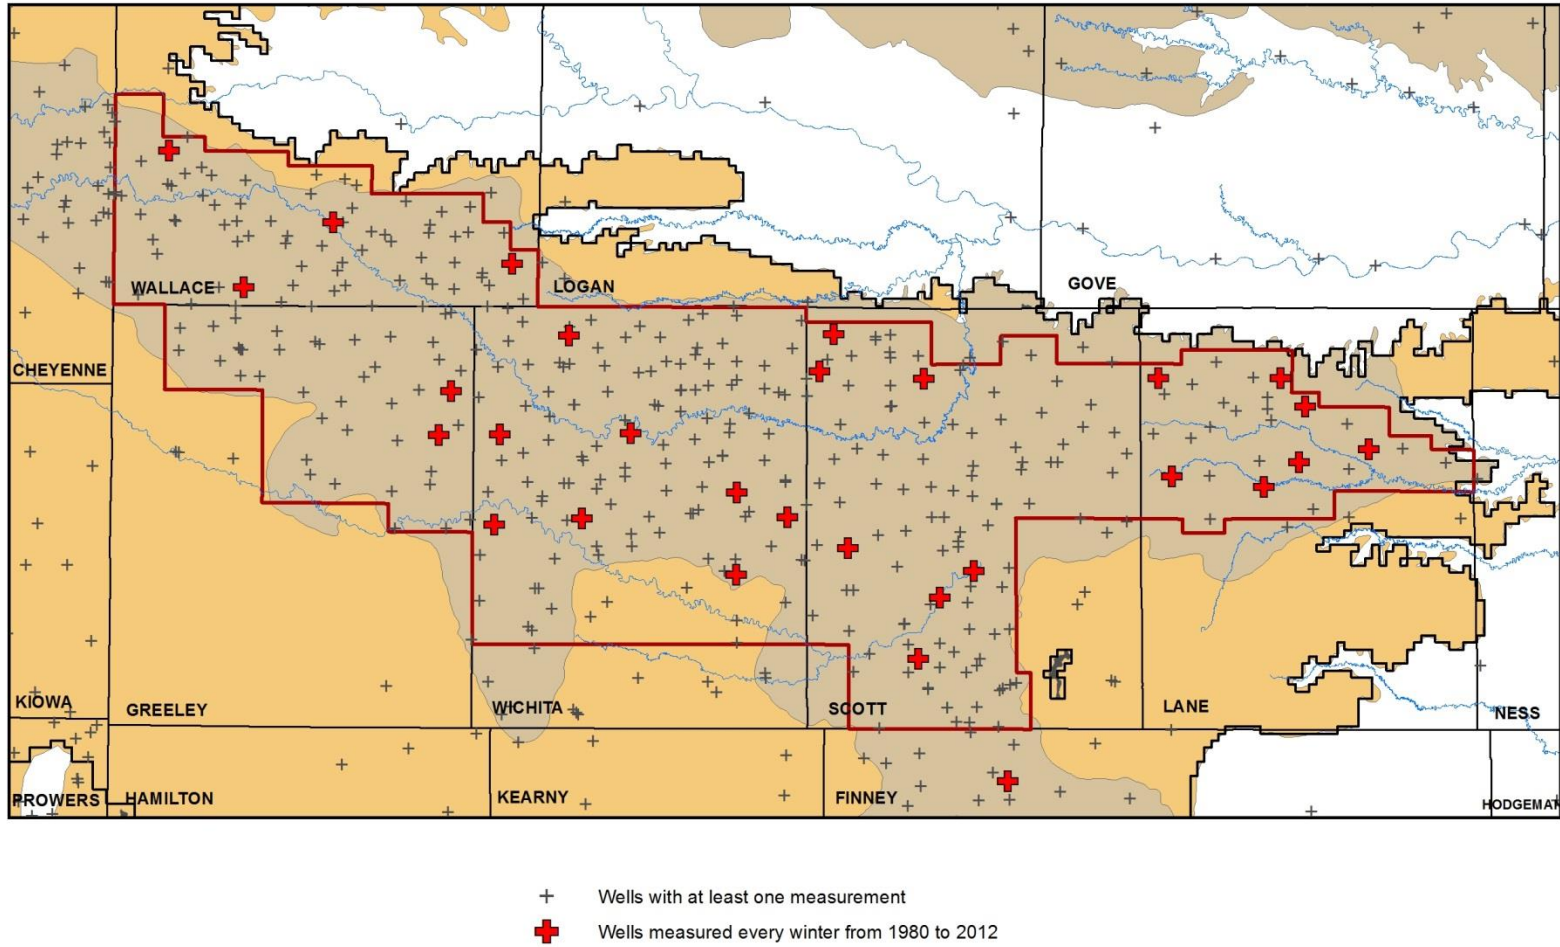 WALLACE
LOGAN
GOVE
CHEYENNE
KIOWA
GREELEY
WICHITA
SCOTT
LANE
NESS
PROWERS
HAMILTON
KEARNY
FINNEY
HODGEMAN
Wells with at least one measurement
Wells measured every winter from 1980 to 2012